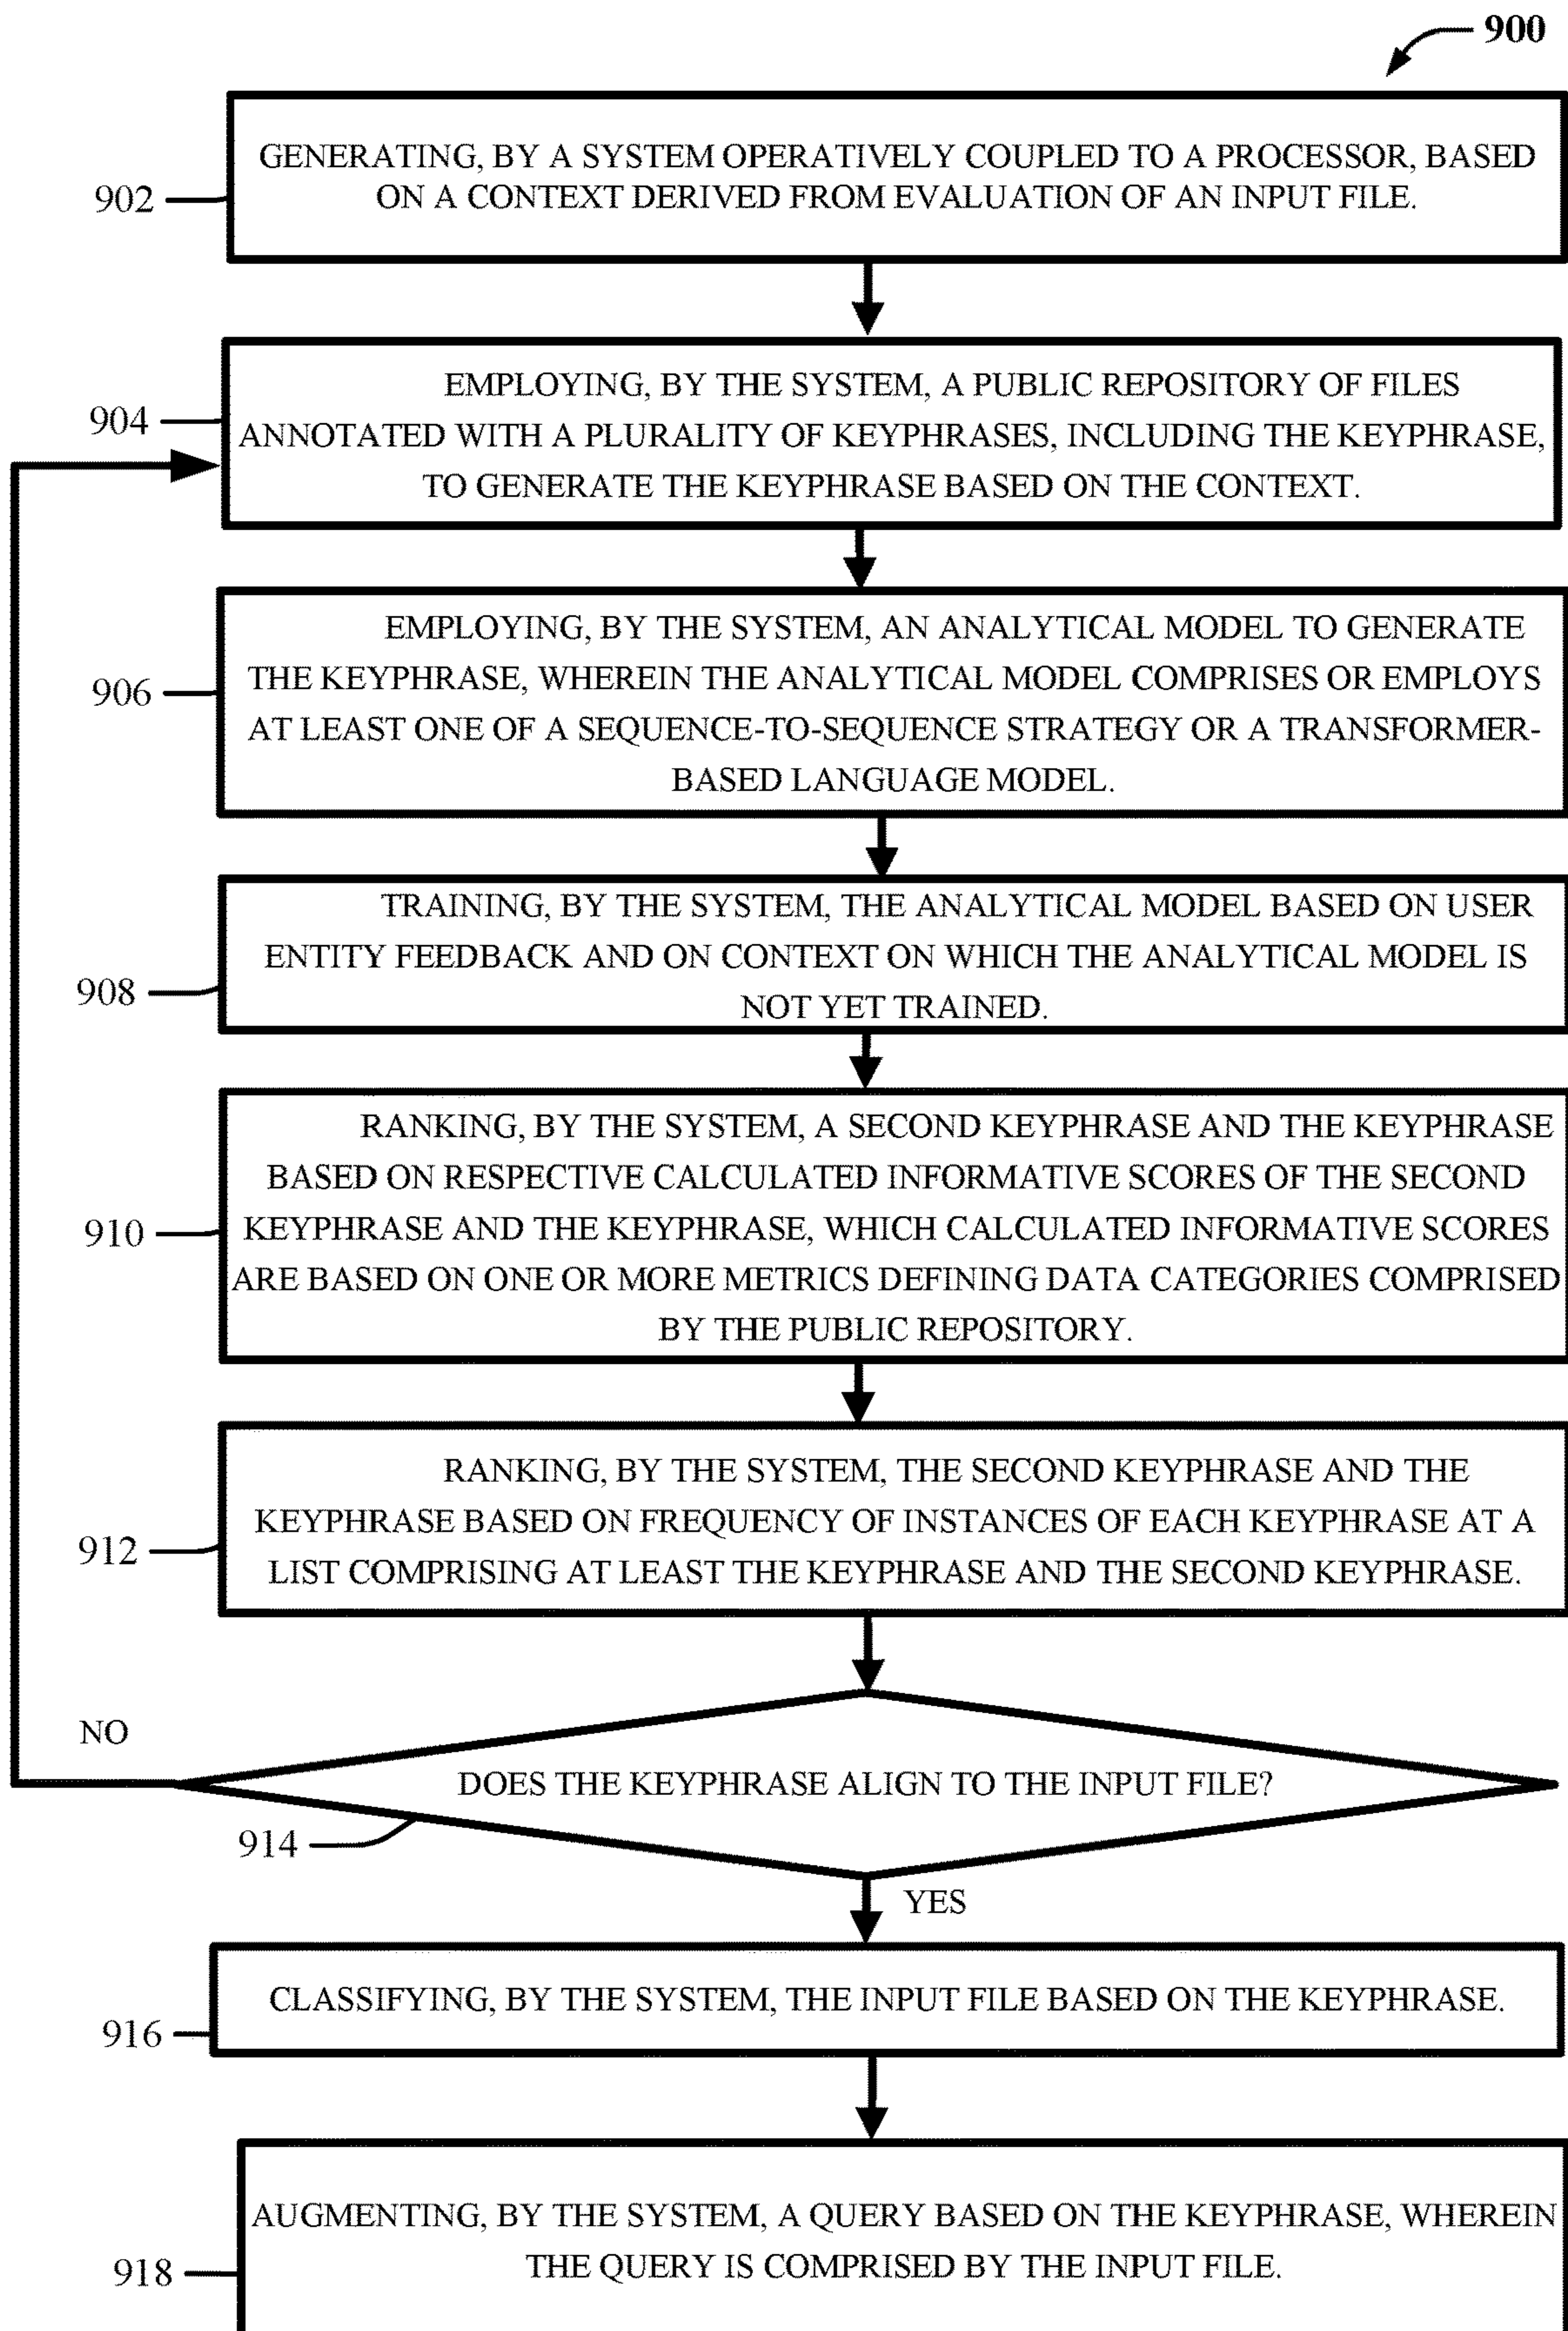 900
GENERATING, BY A SYSTEM OPERATIVELY COUPLED TO A PROCESSOR, BASED
ON A CONTEXT DERIVED FROM EVALUATION OF AN INPUT FILE.
902
EMPLOYING, BY THE SYSTEM, A PUBLIC REPOSITORY OF FILES
ANNOTATED WITH A PLURALITY OF KEYPHRASES, INCLUDING THE KEYPHRASE,
TO GENERATE THE KEYPHRASE BASED ON THE CONTEXT.
904
EMPLOYING, BY THE SYSTEM, AN ANALYTICAL MODEL TO GENERATE
THE KEYPHRASE, WHEREIN THE ANALYTICAL MODEL COMPRISES OR EMPLOYS
AT LEAST ONE OF A SEQUENCE-TO-SEQUENCE STRATEGY OR A TRANSFORMER-
BASED LANGUAGE MODEL.
906
TRAINING, BY THE SYSTEM, THE ANALYTICAL MODEL BASED ON USER
ENTITY FEEDBACK AND ON CONTEXT ON WHICH THE ANALYTICAL MODEL IS
NOT YET TRAINED.
908
RANKING, BY THE SYSTEM, A SECOND KEYPHRASE AND THE KEYPHRASE
BASED ON RESPECTIVE CALCULATED INFORMATIVE SCORES OF THE SECOND
KEYPHRASE AND THE KEYPHRASE, WHICH CALCULATED INFORMATIVE SCORES
ARE BASED ON ONE OR MORE METRICS DEFINING DATA CATEGORIES COMPRISED
BY THE PUBLIC REPOSITORY.
910
RANKING, BY THE SYSTEM, THE SECOND KEYPHRASE AND THE
KEYPHRASE BASED ON FREQUENCY OF INSTANCES OF EACH KEYPHRASE AT A
LIST COMPRISING AT LEAST THE KEYPHRASE AND THE SECOND KEYPHRASE.
912
NO
DOES THE KEYPHRASE ALIGN TO THE INPUT FILE?
914
YES
CLASSIFYING, BY THE SYSTEM, THE INPUT FILE BASED ON THE KEYPHRASE.
916
AUGMENTING, BY THE SYSTEM, A QUERY BASED ON THE KEYPHRASE, WHEREIN
THE QUERY IS COMPRISED BY THE INPUT FILE.
918